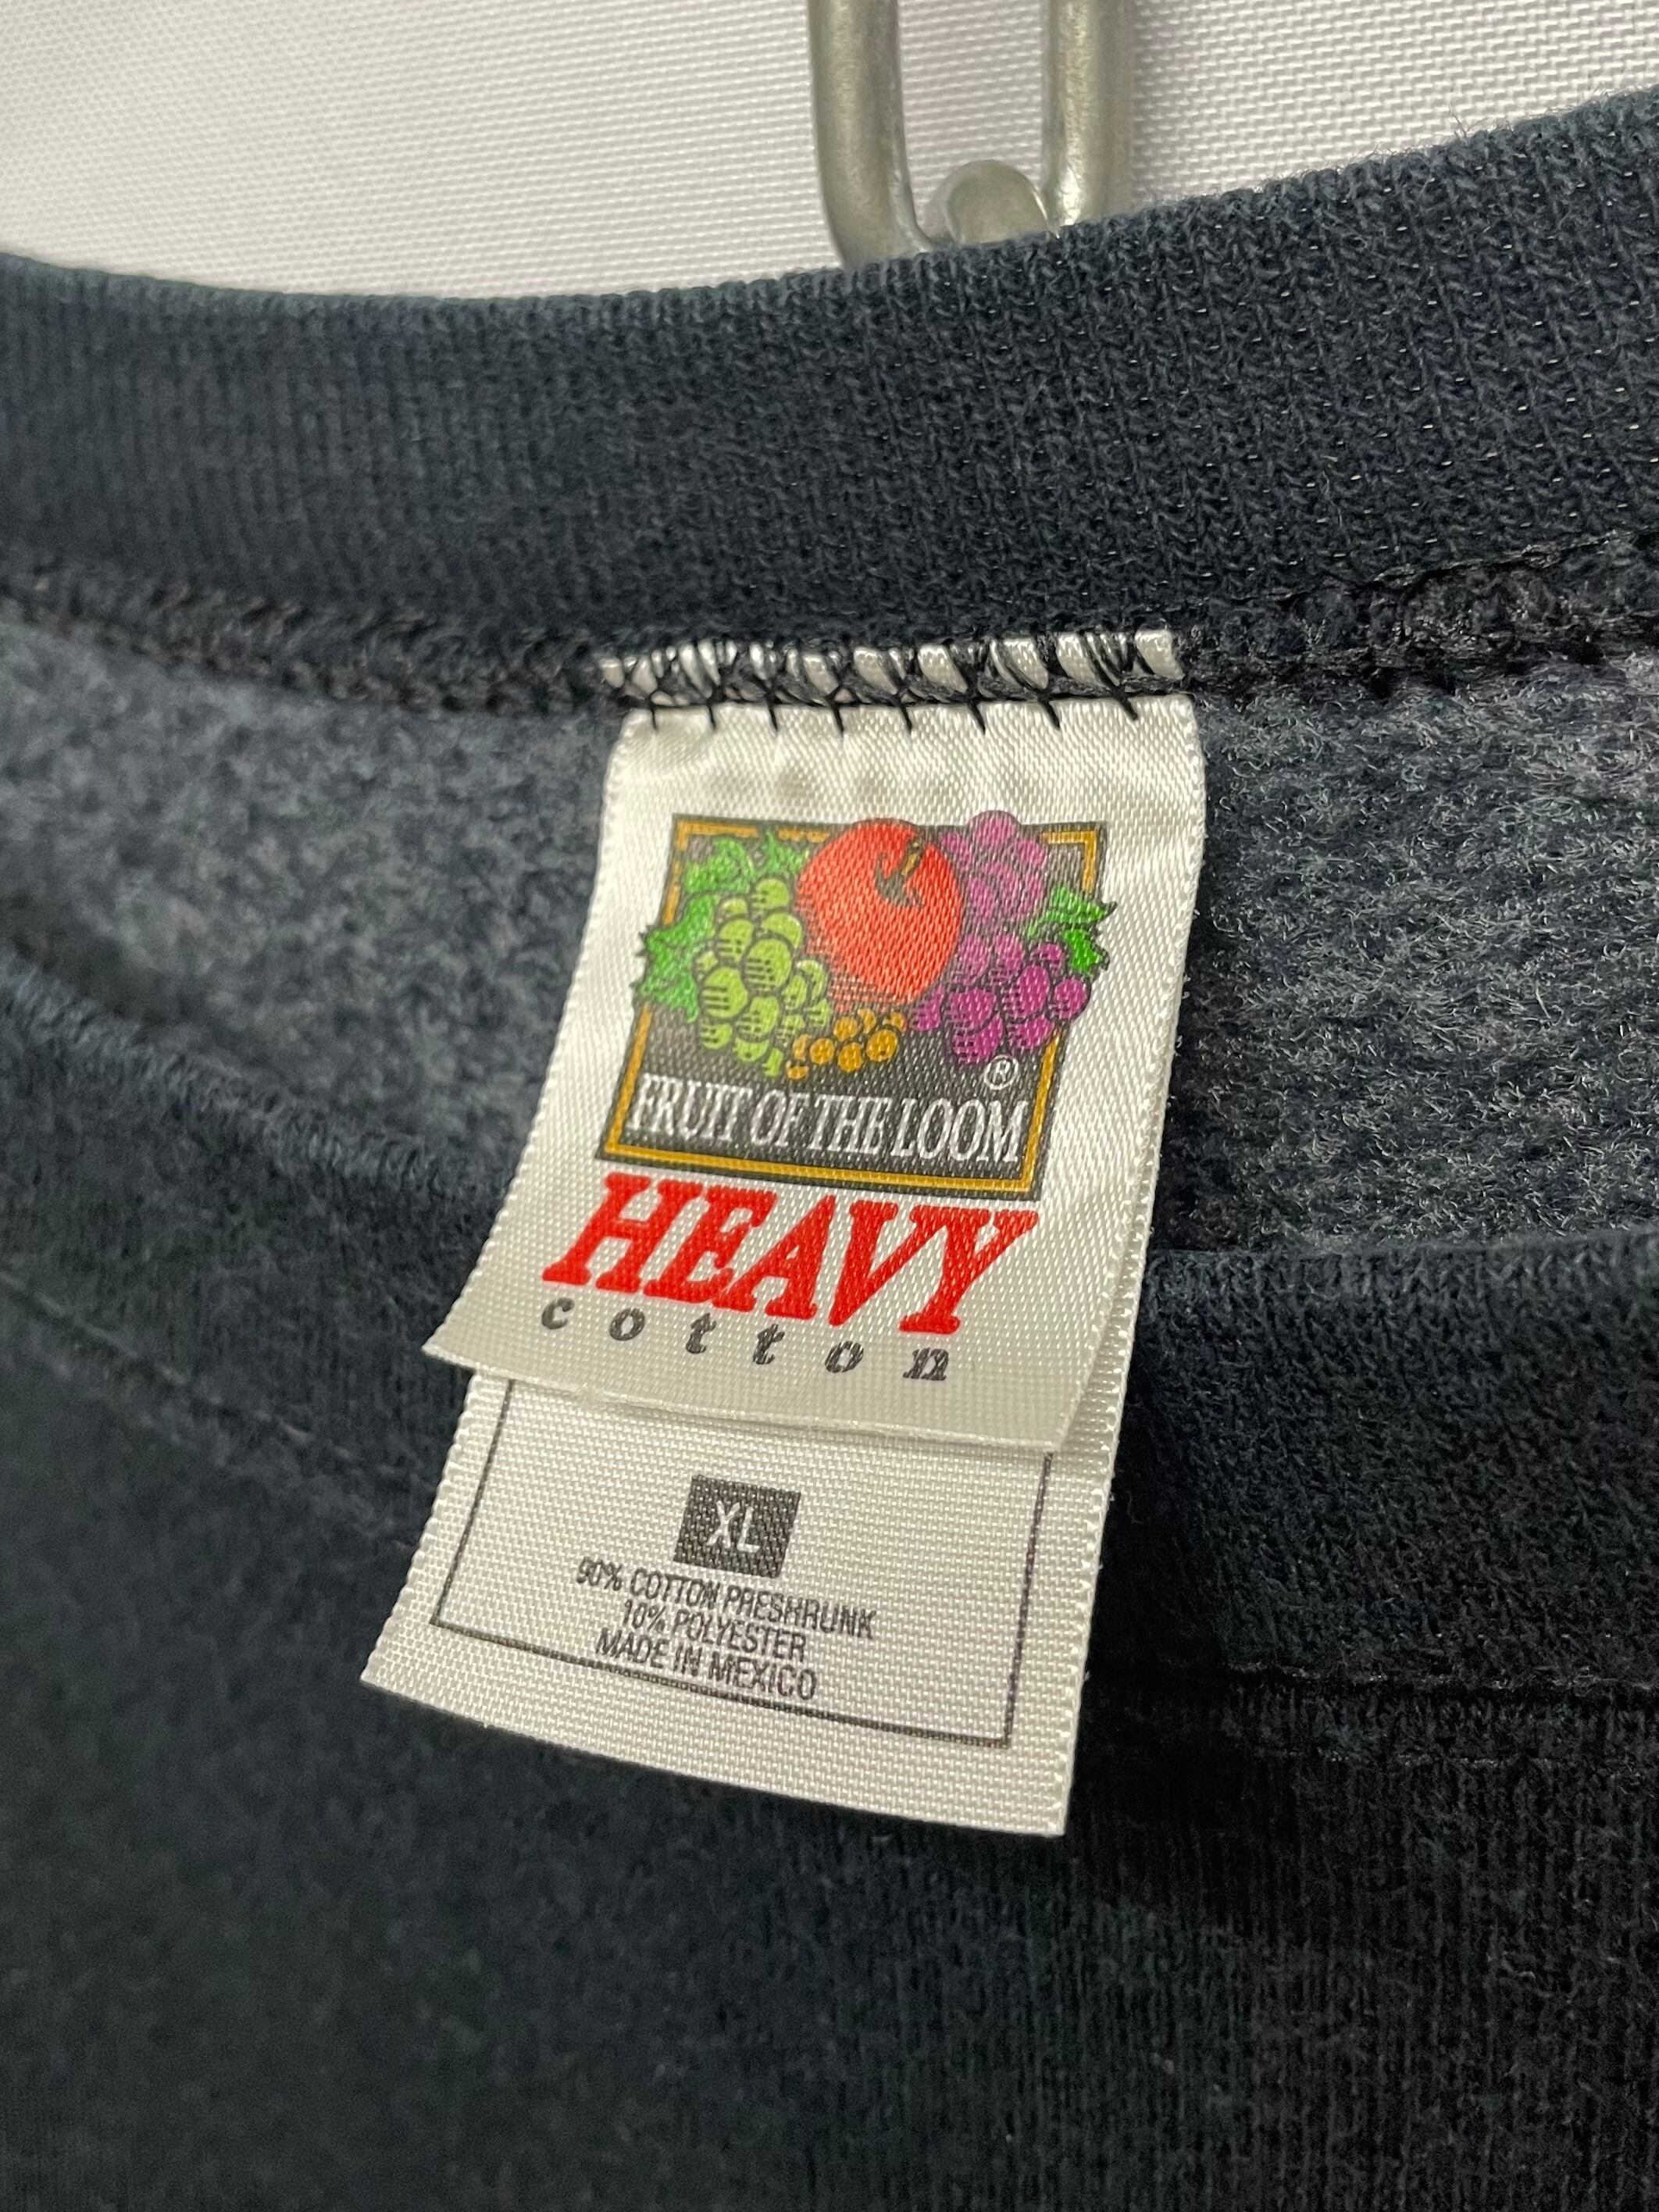 ®
FRUIT OF THE LOOM
HEAVY
cotton
XL
90% COTTON PRESHRUNK
10% POLYESTER
MADE IN MEXICO